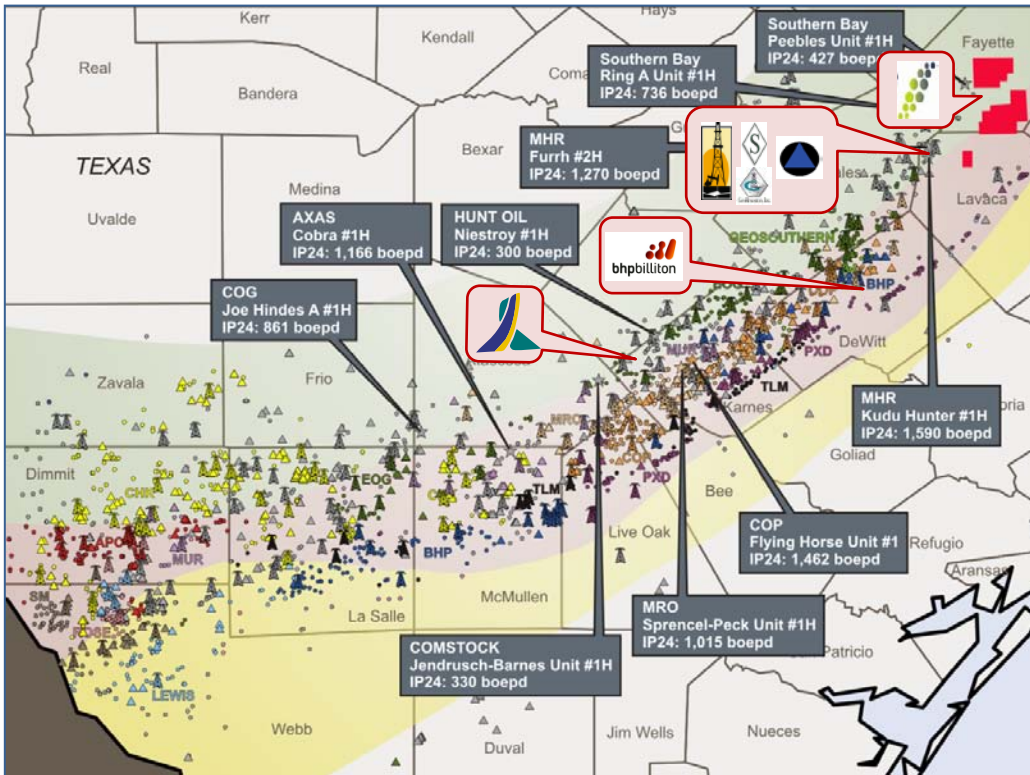 Kerr
Hays
Real
Kendall
Bandera
Coma
Southern Bay
Peebles Unit #1H
IP24: 427 boepd
Fayette
Southern Bay
Ring A Unit #1H
IP24: 736 boepd
TEXAS
Bexar
MHR
Furrh #2H
IP24: 1,270 boepd
S
G
ales
Lavaca
Uvalde
Medina
AXAS
Cobra #1H
IP24: 1,166 boepd
HUNT OIL
Niestroy #1H
IP24: 300 boepd
GEOSOUTHERN
bhpbilliton
BHP
COG
Joe Hindes A #1H
IP24: 861 boepd
MUR
PXD
DeWitt
Zavala
Frio
TLM
Karnes
MHR
Kudu Hunter #1H
IP24: 1,590 boepd
oria
MRO
Goliad
Dimmit
CHK
EOG
TLM
COP
PXD
Bee
Live Oak
COP
Flying Horse Unit #1
IP24: 1,462 boepd
Refugio
APC
MUR
BHP
Aransas
SM
ROSE
La Salle
McMullen
MRO
Sprencel-Peck Unit #1H
IP24: 1,015 boepd
COMSTOCK
Jendrusch-Barnes Unit #1H
IP24: 330 boepd
Patricio
LEWIS
Webb
Duval
Jim Wells
Nueces